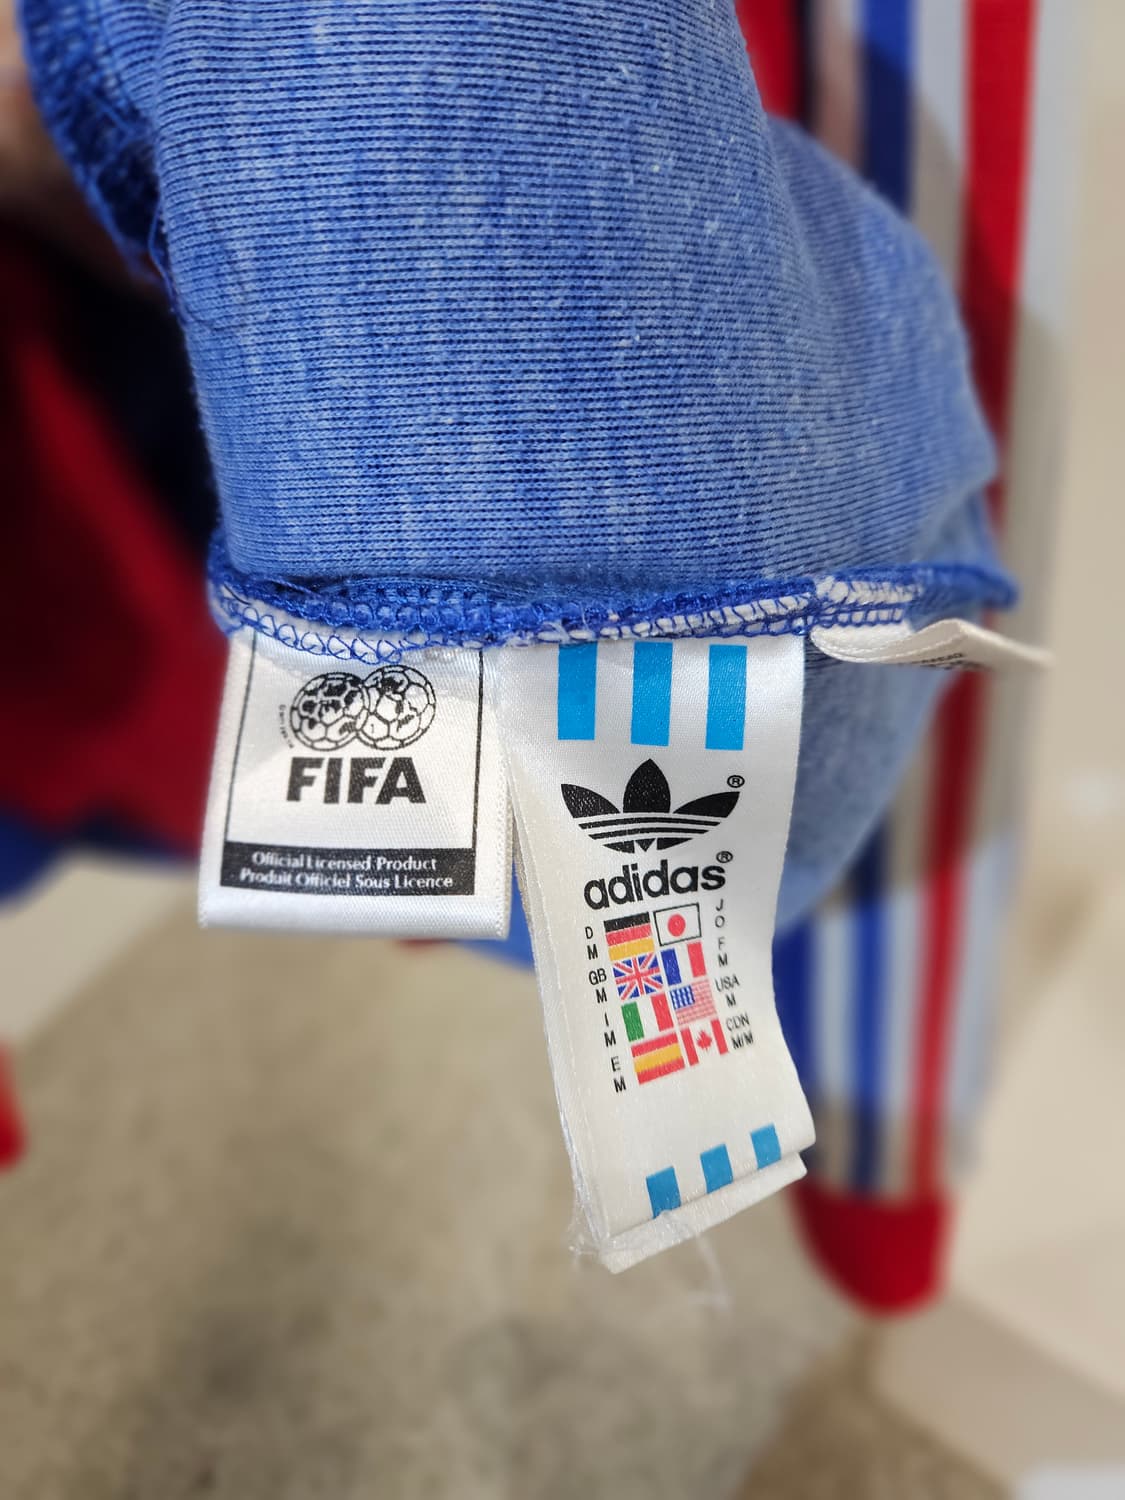 FIFA
Official Licensed Product
Produit Officiel Sous Licence
adidas®
D
M
GB
M
I
M
E
M
J
O
F
M
USA
M
CDN
M/M